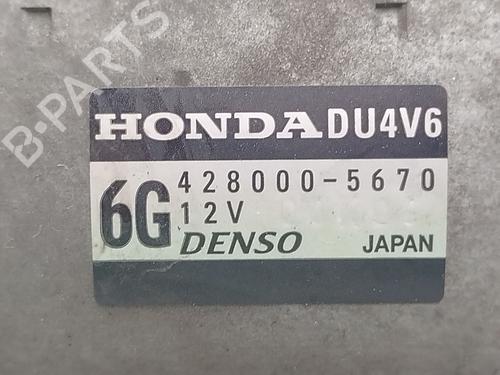 B-PARTS
HONDA DU4V6
6G 428000-5670
12V
DENSO JAPAN